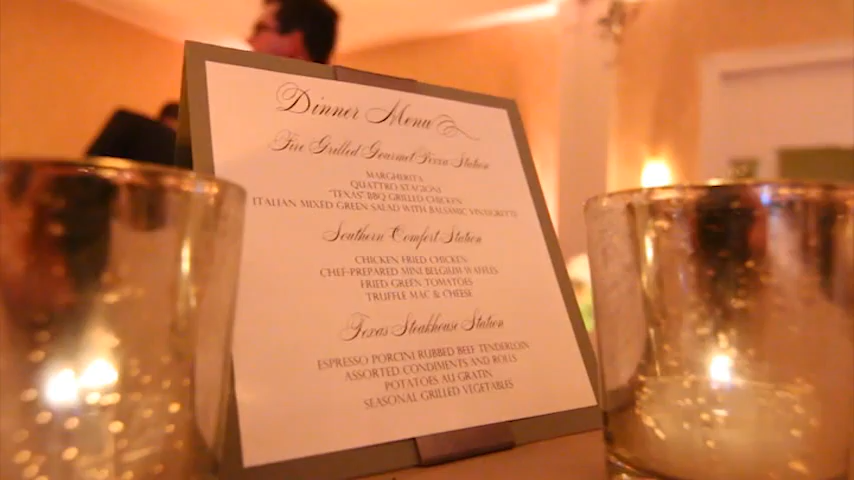 Dinner Menu
Fire Grilled Gourmet Pizza Station
MARGHERITA
QUATTRO STAGIONI
"TEXAS" BBQ GRILLED CHICKEN
ITALIAN MIXED GREEN SALAD WITH BALSAMIC VINAIGRETTE
Southern Comfort Station
CHICKEN FRIED CHICKEN
CHEF-PREPARED MINI BELGIUM WAFFLES
FRIED GREEN TOMATOES
TRUFFLE MAC & CHEESE
Texas Steakhouse Station
ESPRESSO PORCINI RUBBED BEEF TENDERLOIN
ASSORTED CONDIMENTS AND ROLLS
POTATOES AU GRATIN
SEASONAL GRILLED VEGETABLES